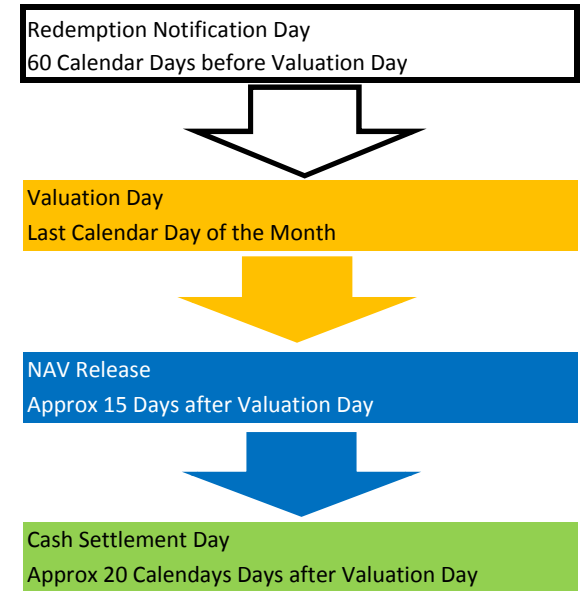 Redemption Notification Day
60 Calendar Days before Valuation Day
Valuation Day
Last Calendar Day of the Month
NAV Release
Approx 15 Days after Valuation Day
Cash Settlement Day
Approx 20 Calendays Days after Valuation Day